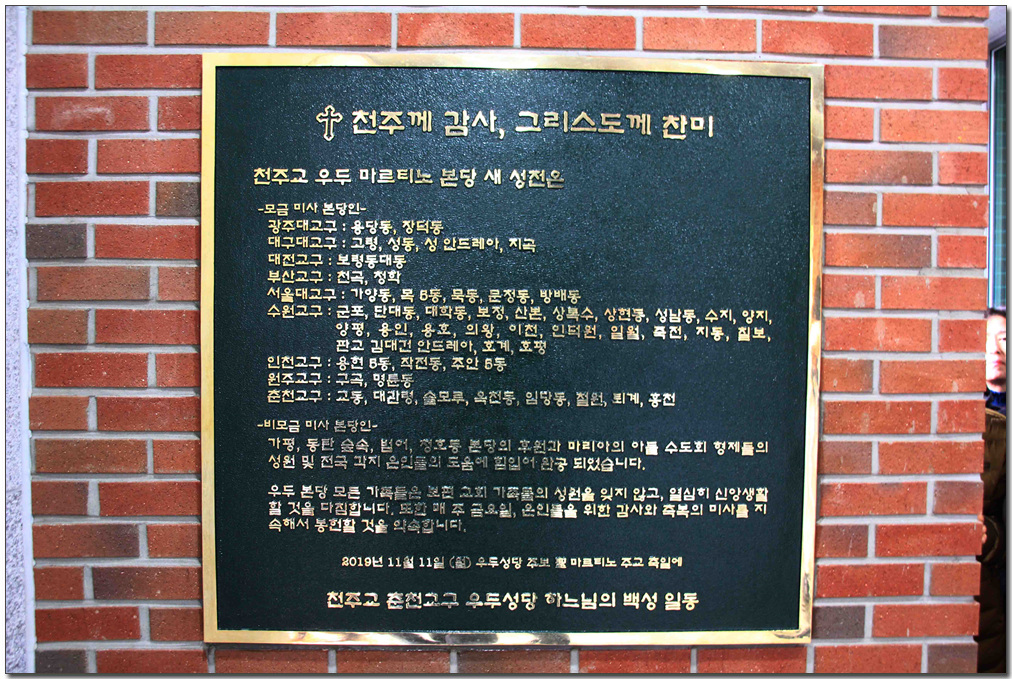 천주께 감사, 그리스도께 찬미
천주교 우두 마르티노 본당 새 성전은
-모금 미사 본당인-
광주대교구 : 용당동, 장덕동
대구대교구 : 고령, 성동, 성 안드레아, 지곡
대전교구 : 보령동대동
부산교구 : 천곡, 청학
서울대교구 : 가양동, 목 5동, 묵동, 문정동, 방배동
수원교구 : 군포, 단대동, 대학동, 보정, 산본, 상복수, 상현동, 성남동, 수지, 양지,
양평, 용인, 용호, 의왕, 이천, 인덕원, 일월, 죽전, 지동, 칠보,
판교 김대건 안드레아, 호계, 호평
인천교구 : 용현 5동, 작전동, 주안 5동
원주교구 : 구곡, 명륜동
춘천교구 : 교동, 대관령, 솔모루, 옥천동, 임당동, 철원, 퇴계, 홍천
-비모금 미사 본당인-
가평, 동탄 숲속, 범어, 청호동 본당의 후원과 마리아의 아들 수도회 형제들의
성원 및 전국 각지 은인들의 도움에 힘입어 완공 되었습니다.
우두 본당 모든 가족들은 보편 교회 가족들의 성원을 잊지 않고, 열심히 신앙생활
할 것을 다짐합니다. 또한 매 주 금요일, 은인들을 위한 감사와 축복의 미사를 지
속해서 봉헌할 것을 약속합니다.
2019년 11월 11일 (월) 우두성당 주보 聖 마르티노 주교 축일에
천주교 춘천교구 우두성당 하느님의 백성 일동